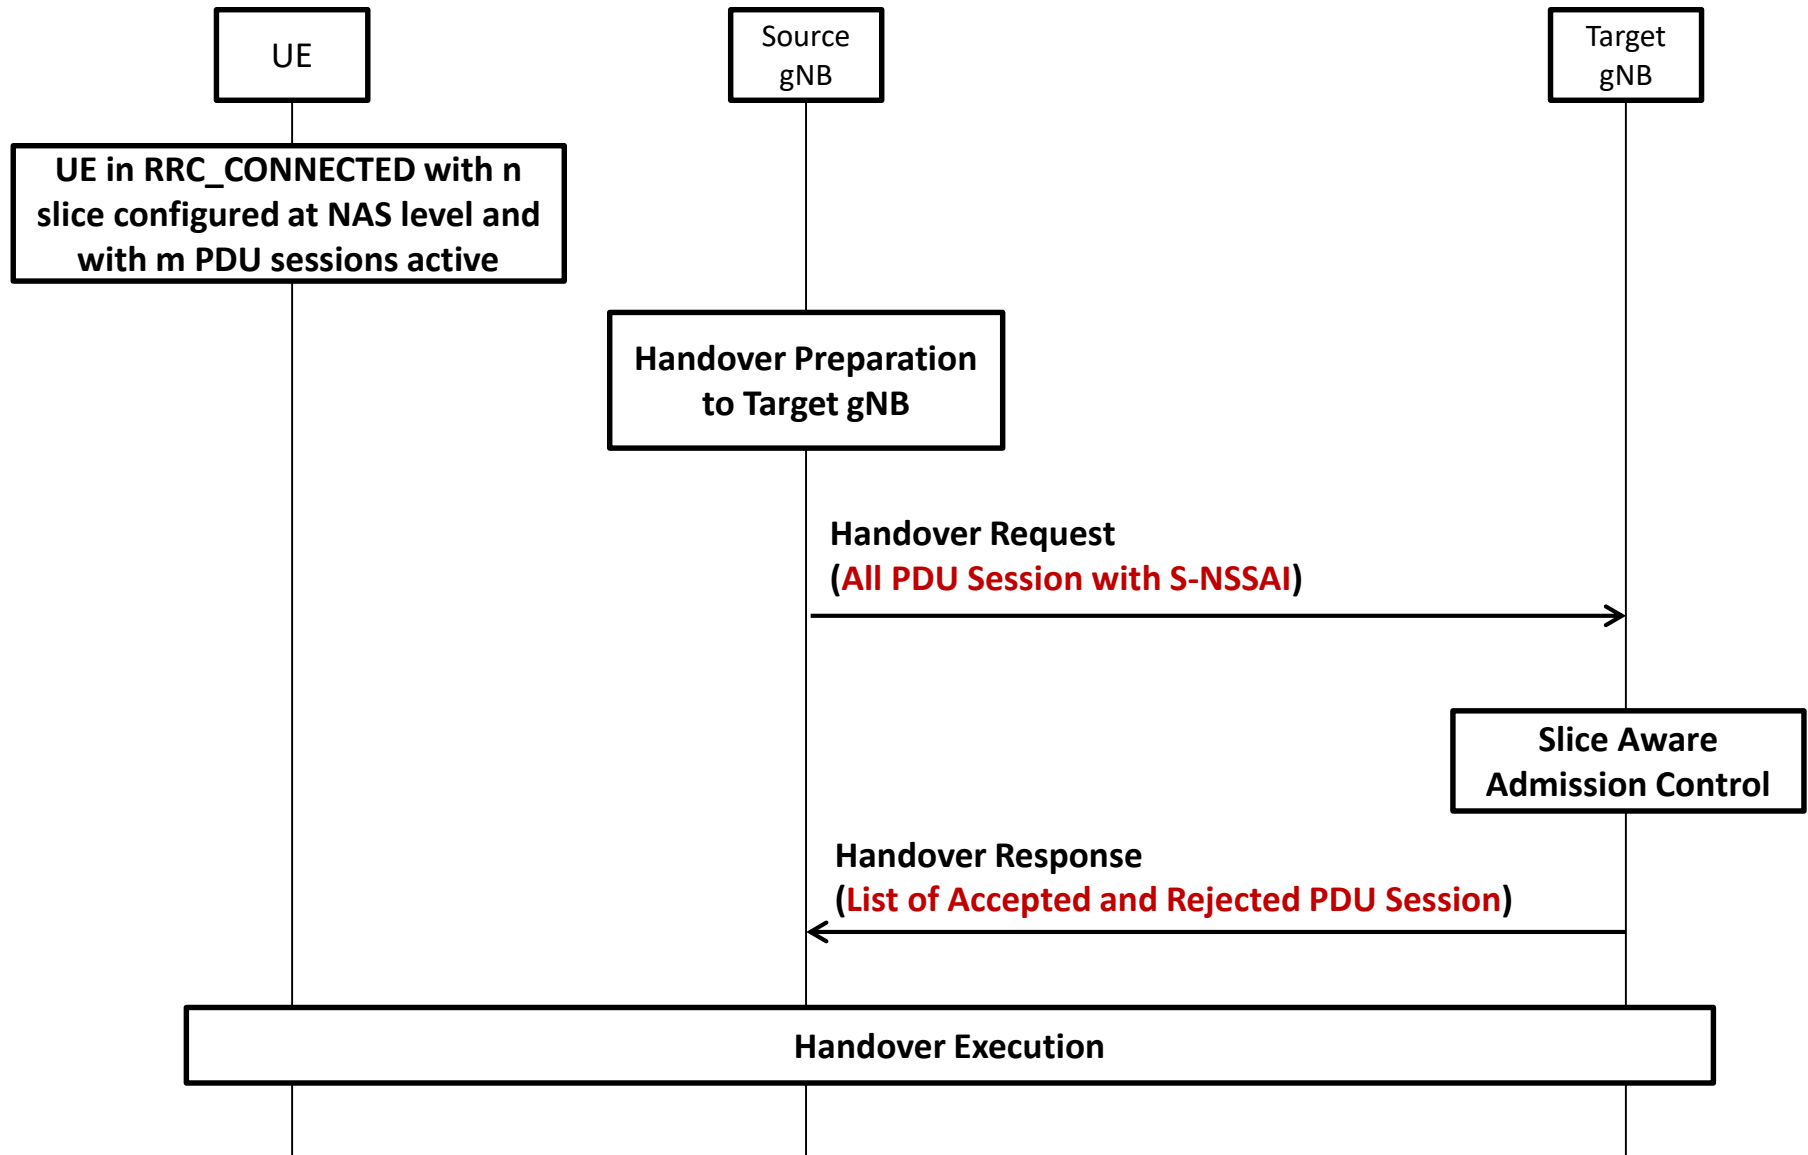 UE
Source
gNB
Target
gNB
UE in RRC_CONNECTED with n
slice configured at NAS level and
with m PDU sessions active
Handover Preparation
to Target gNB
Handover Request
(All PDU Session with S-NSSAI)
Slice Aware
Admission Control
Handover Response
(List of Accepted and Rejected PDU Session)
Handover Execution